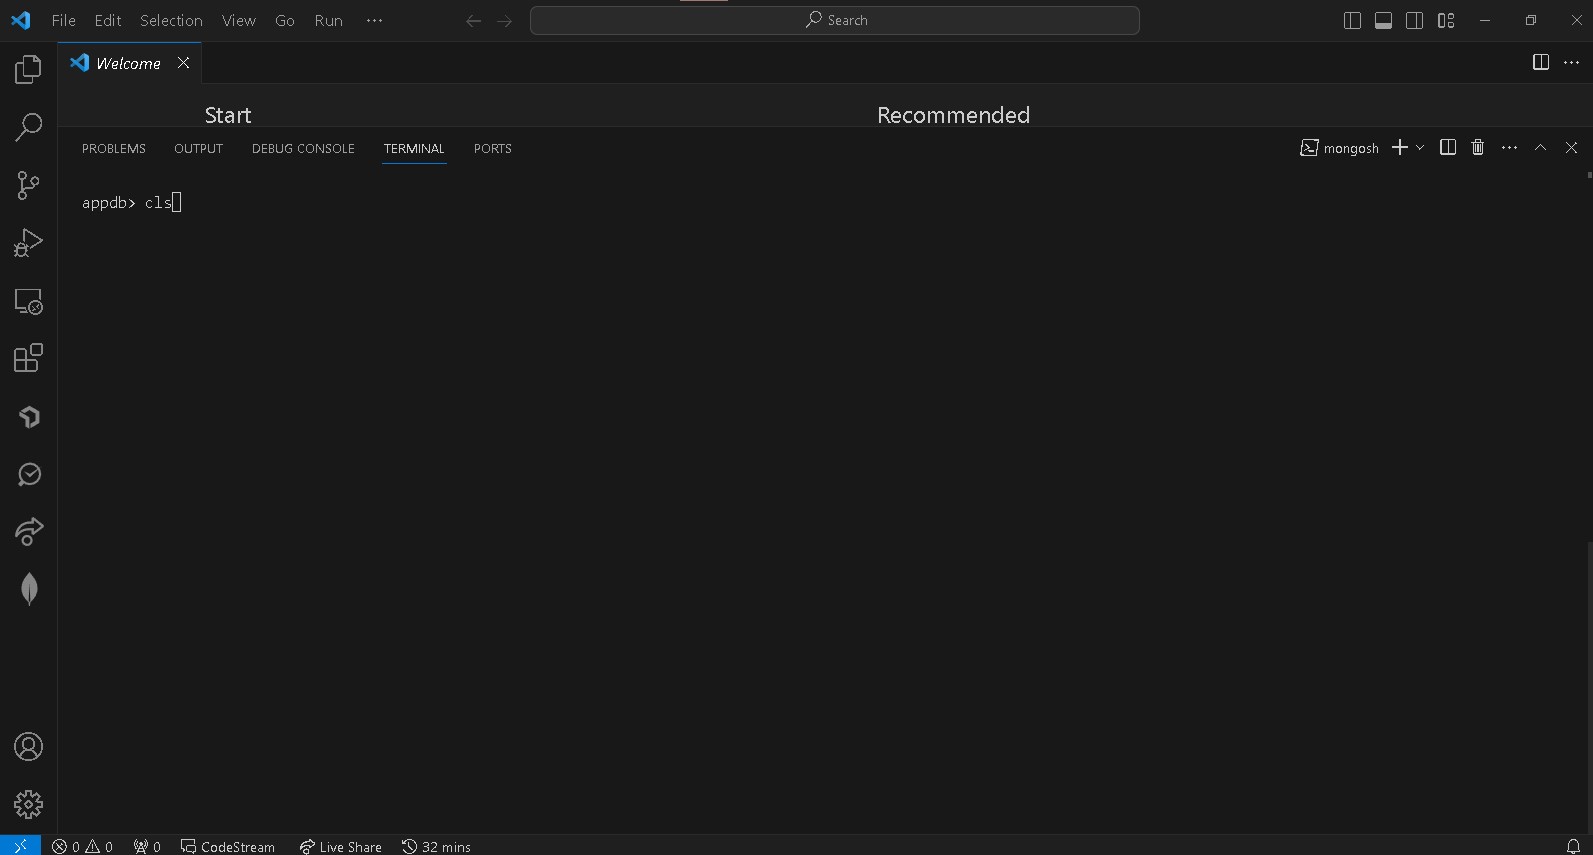 File Edit Selection View Go Run ··· Search
Welcome
Start Recommended
PROBLEMS OUTPUT DEBUG CONSOLE TERMINAL PORTS mongosh
appdb> cls
0 0 0 CodeStream Live Share 32 mins